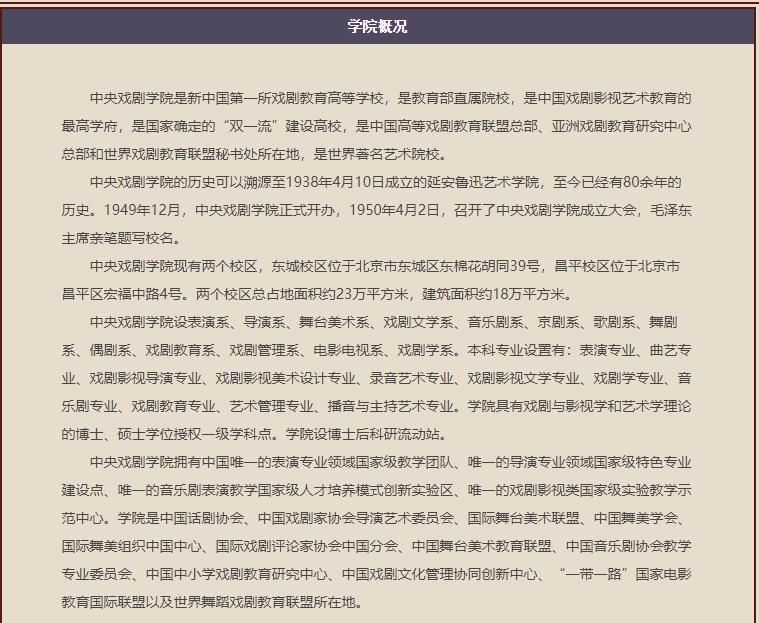 学院概况
中央戏剧学院是新中国第一所戏剧教育高等学校，是教育部直属院校，是中国戏剧影视艺术教育的
最高学府，是国家确定的“双一流”建设高校，是中国高等戏剧教育联盟总部、亚洲戏剧教育研究中心
总部和世界戏剧教育联盟秘书处所在地，是世界著名艺术院校。
中央戏剧学院的历史可以溯源至1938年4月10日成立的延安鲁迅艺术学院，至今已经有80余年的
历史。1949年12月，中央戏剧学院正式开办，1950年4月2日，召开了中央戏剧学院成立大会，毛泽东
主席亲笔题写校名。
中央戏剧学院现有两个校区，东城校区位于北京市东城区东棉花胡同39号，昌平校区位于北京市
昌平区宏福中路4号。两个校区总占地面积约23万平方米，建筑面积约18万平方米。
中央戏剧学院设表演系、导演系、舞台美术系、戏剧文学系、音乐剧系、京剧系、歌剧系、舞剧
系、偶剧系、戏剧教育系、戏剧管理系、电影电视系、戏剧学系。本科专业设置有：表演专业、曲艺专
业、戏剧影视导演专业、戏剧影视美术设计专业、录音艺术专业、戏剧影视文学专业、戏剧学专业、音
乐剧专业、戏剧教育专业、艺术管理专业、播音与主持艺术专业。学院具有戏剧与影视学和艺术学理论
的博士、硕士学位授权一级学科点。学院设博士后科研流动站。
中央戏剧学院拥有中国唯一的表演专业领域国家级教学团队、唯一的导演专业领域国家级特色专业
建设点、唯一的音乐剧表演教学国家级人才培养模式创新实验区、唯一的戏剧影视类国家级实验教学示
范中心。学院是中国话剧协会、中国戏剧家协会导演艺术委员会、国际舞台美术联盟、中国舞美学会、
国际舞美组织中国中心、国际戏剧评论家协会中国分会、中国舞台美术教育联盟、中国音乐剧协会教学
专业委员会、中国中小学戏剧教育研究中心、中国戏剧文化管理协同创新中心、“一带一路”国家电影
教育国际联盟以及世界舞蹈戏剧教育联盟所在地。